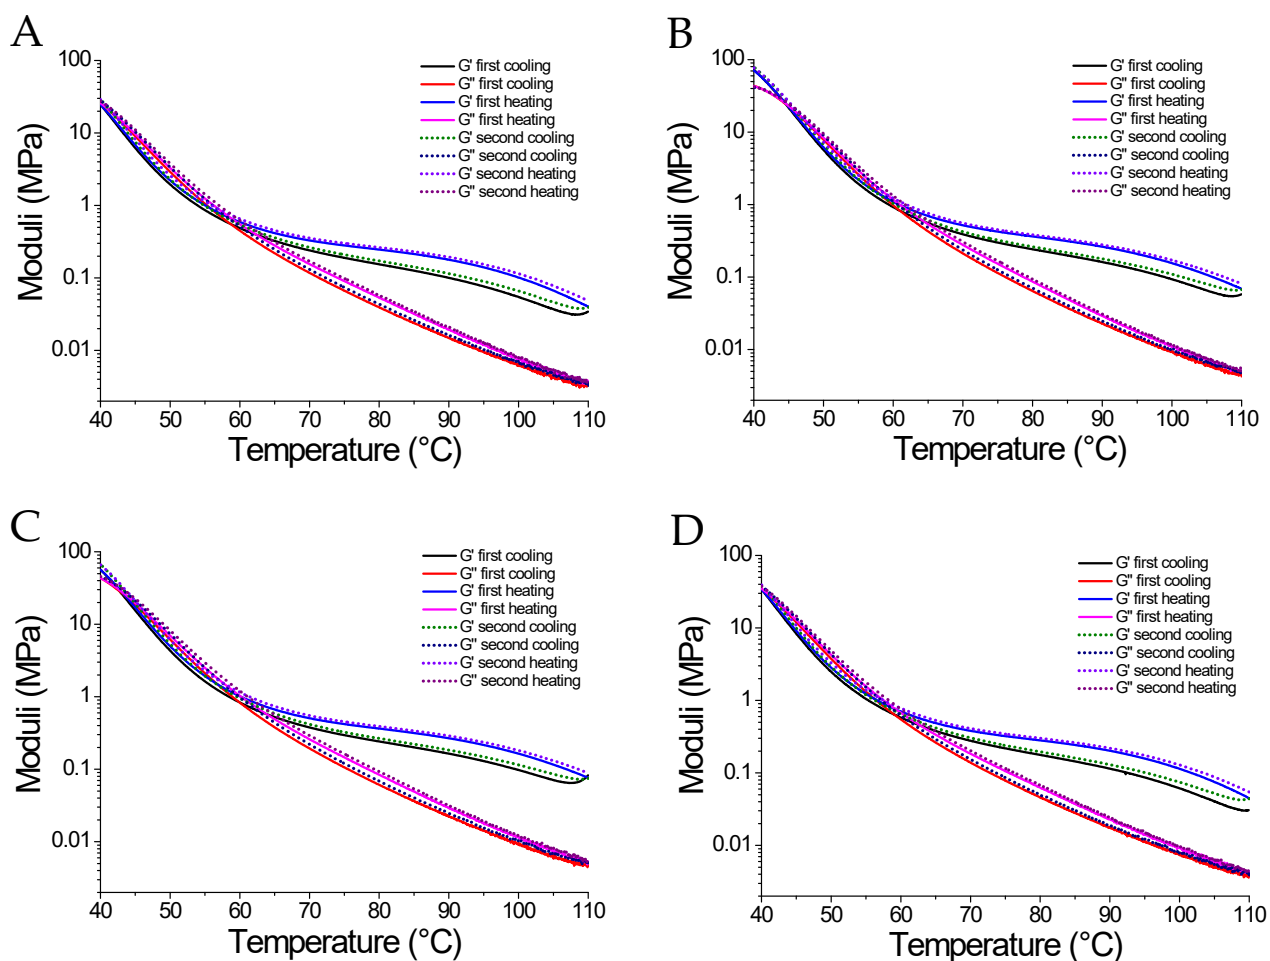 A
Moduli (MPa)
100
10
1
0.1
0.01
G' first cooling
G'' first cooling
G' first heating
G'' first heating
G' second cooling
G'' second cooling
G' second heating
G'' second heating
40 50 60 70 80 90 100 110
Temperature (°C)
B
Moduli (MPa)
100
10
1
0.1
0.01
G' first cooling
G'' first cooling
G' first heating
G'' first heating
G' second cooling
G'' second cooling
G' second heating
G'' second heating
40 50 60 70 80 90 100 110
Temperature (°C)
C
Moduli (MPa)
100
10
1
0.1
0.01
G' first cooling
G'' first cooling
G' first heating
G'' first heating
G' second cooling
G'' second cooling
G' second heating
G'' second heating
40 50 60 70 80 90 100 110
Temperature (°C)
D
Moduli (MPa)
100
10
1
0.1
0.01
G' first cooling
G'' first cooling
G' first heating
G'' first heating
G' second cooling
G'' second cooling
G' second heating
G'' second heating
40 50 60 70 80 90 100 110
Temperature (°C)